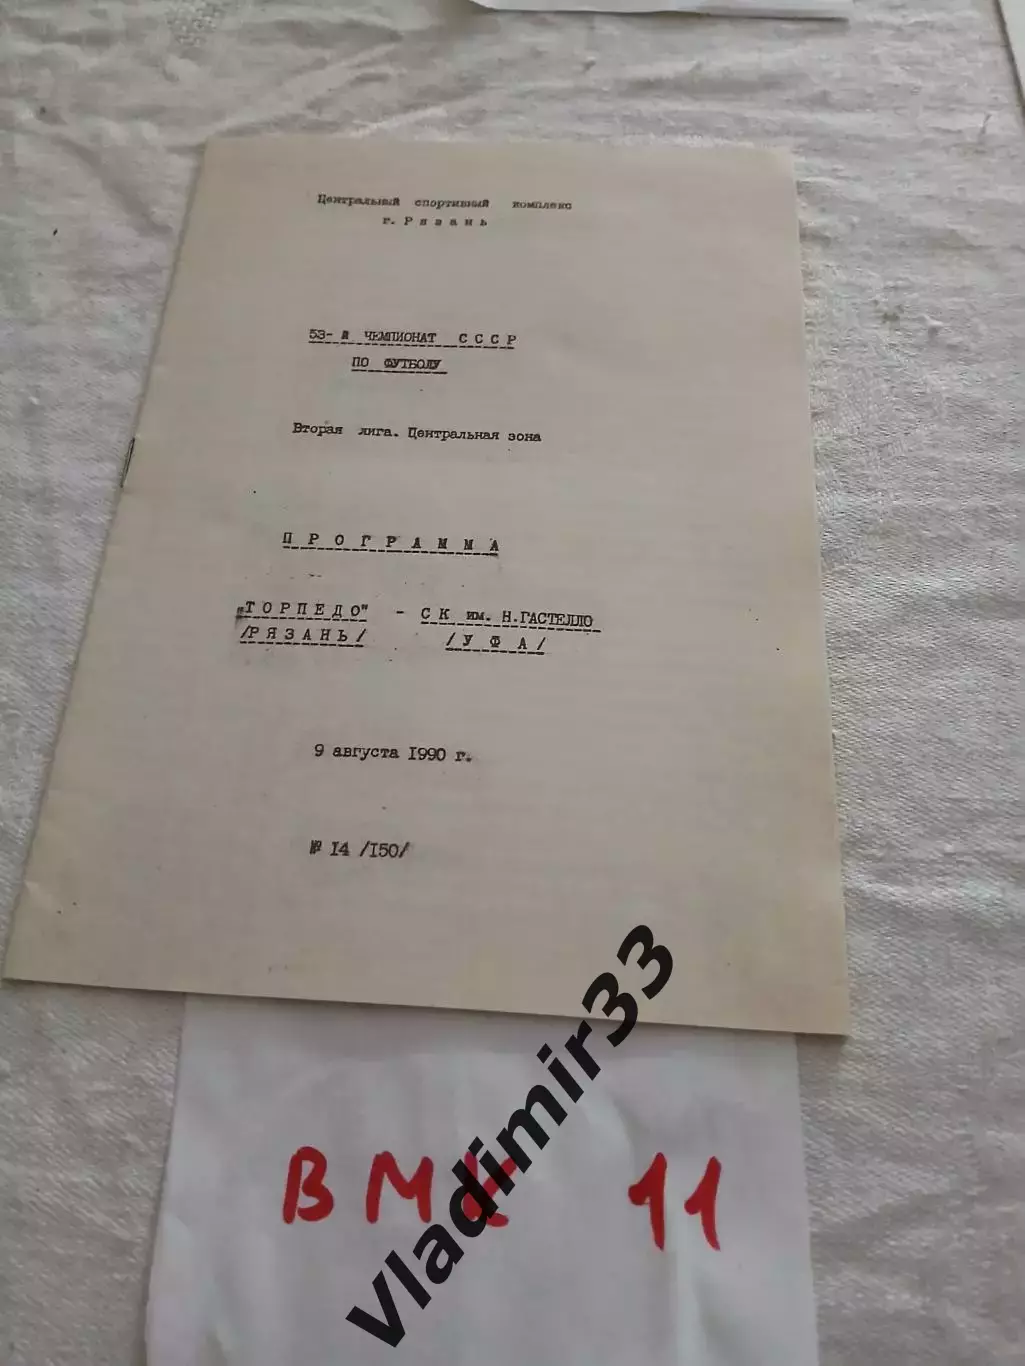 Центральный спортивный комплекс
г. Рязань
53-й ЧЕМПИОНАТ СССР
ПО ФУТБОЛУ
Вторая лига. Центральная зона
ПРОГРАММА
"ТОРПЕДО" - СК им. Н.ГАСТЕЛЛО
/РЯЗАНЬ/ /УФА/
9 августа 1990 г.
№ 14 /150/
ВМК 11
Vladimir33